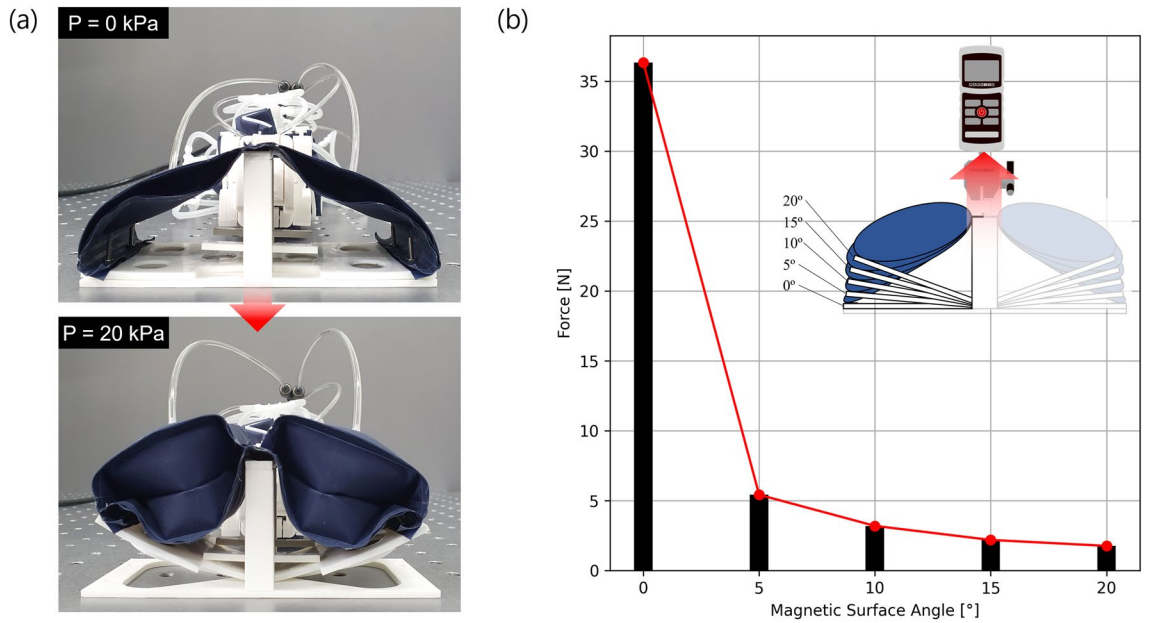 (a)
P = 0 kPa
P = 20 kPa
(b)
Force [N]
35
30
25
20
15
10
5
0
20º
15º
10º
5º
0º
0 5 10 15 20
Magnetic Surface Angle [°]